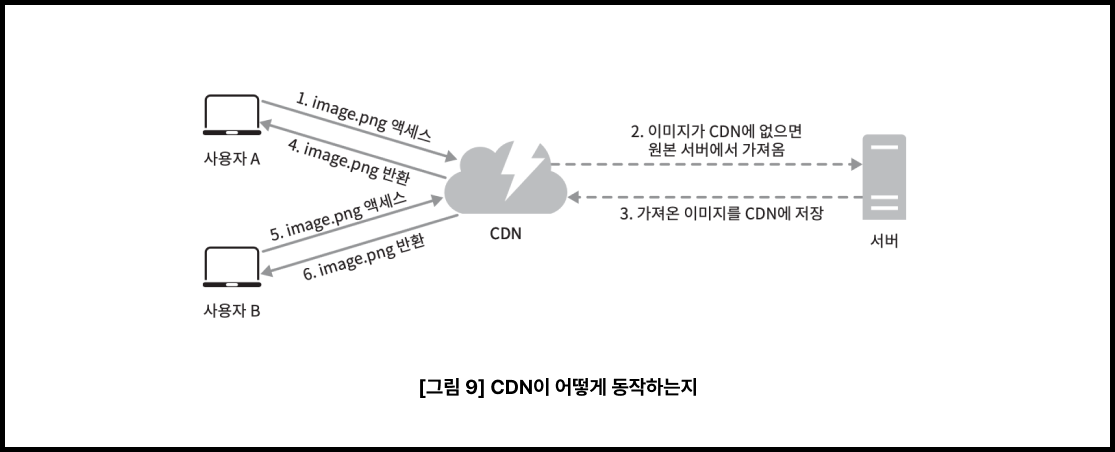 1. image.png 액세스
4. image.png 반환
사용자 A
5. image.png 액세스
6. image.png 반환
사용자 B
CDN
2. 이미지가 CDN에 없으면
원본 서버에서 가져옴
3. 가져온 이미지를 CDN에 저장
서버
[그림 9] CDN이 어떻게 동작하는지